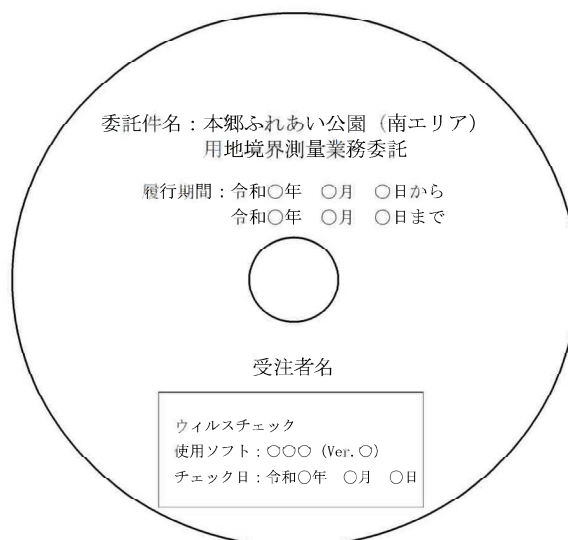 委託件名：本郷ふれあい公園（南エリア）
用地境界測量業務委託
履行期間：令和○年　○月　○日から
令和○年　○月　○日まで
受注者名
ウィルスチェック
使用ソフト：○○○（Ver.○）
チェック日：令和○年　○月　○日